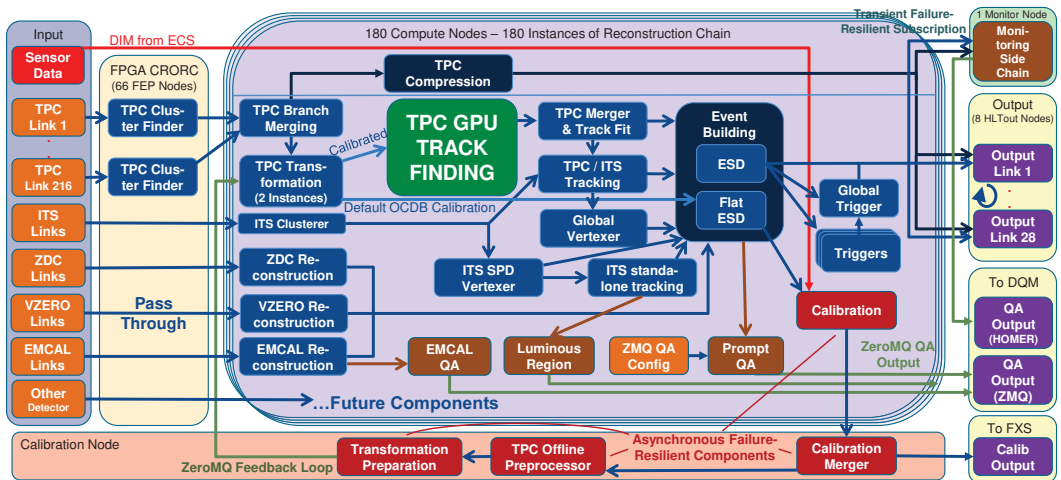 Input
Sensor
Data
TPC
Link 1
TPC
Link 216
ITS
Links
ZDC
Links
VZERO
Links
EMCAL
Links
Other
Detector
DIM from ECS
FPGA CRORC
(66 FEP Nodes)
TPC Clus-
ter Finder
TPC Clus-
ter Finder
Pass
Through
180 Compute Nodes – 180 Instances of Reconstruction Chain
TPC
Compression
TPC Branch
Merging
TPC Trans-
formation
(2 Instances)
Calibrated
TPC GPU
TRACK
FINDING
TPC Merger
& Track Fit
TPC / ITS
Tracking
Global
Vertexer
Event
Building
ESD
Flat
ESD
Default OCDB Calibration
ITS Clusterer
ITS SPD
Vertexer
ITS standa-
lone tracking
ZDC Re-
construction
VZERO Re-
construction
EMCAL Re-
construction
EMCAL
QA
Luminous
Region
ZMQ QA
Config
Prompt
QA
Global
Trigger
Triggers
Calibration
ZeroMQ QA
Output
...Future Components
Transient Failure-
Resilient Subscription
1 Monitor Node
Moni-
toring
Side
Chain
Output
(8 HLTout Nodes)
Output
Link 1
Output
Link 28
To DQM
QA
Output
(HOMER)
QA
Output
(ZMQ)
To FXS
Calib
Output
Calibration Node
ZeroMQ Feedback Loop
Transformation
Preparation
TPC Offline
Preprocessor
Asynchronous Failure-
Resilient Components
Calibration
Merger